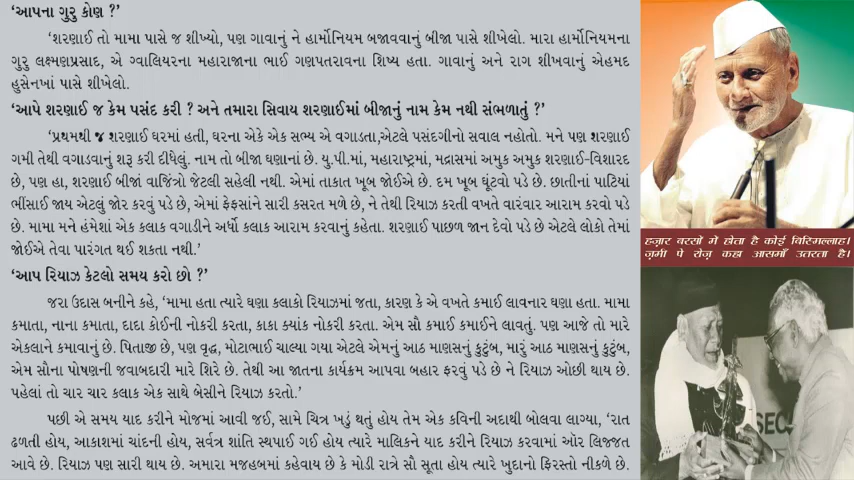 ‘આપના ગુરુ કોણ ?’
‘શરણાઈ તો મામા પાસે જ શીખ્યો, પણ ગાવાનું ને હાર્મોનિયમ બજાવવાનું બીજા પાસે શીખેલો. મારા હાર્મોનિયમના
ગુરુ લક્ષ્મણપ્રસાદ, એ ગ્વાલિયરના મહારાજાના ભાઈ ગણપતરાવના શિષ્ય હતા. ગાવાનું અને રાગ શીખવાનું એહમદ
હુસેનખાં પાસે શીખેલો.
‘આપે શરણાઈ જ કેમ પસંદ કરી ? અને તમારા સિવાય શરણાઈમાં બીજાનું નામ કેમ નથી સંભળાતું ?’
‘પ્રથમથી જ શરણાઈ ઘરમાં હતી, ઘરના એકે એક સભ્ય એ વગાડતા,એટલે પસંદગીનો સવાલ નહોતો. મને પણ શરણાઈ
ગમી તેથી વગાડવાનું શરૂ કરી દીધેલું. નામ તો બીજા ઘણાનાં છે. યુ.પી.માં, મહારાષ્ટ્રમાં, મદ્રાસમાં અમુક અમુક શરણાઈ-વિશારદ
છે, પણ હા, શરણાઈ બીજાં વાજિંત્રો જેટલી સહેલી નથી. એમાં તાકાત ખૂબ જોઈએ છે. દમ ખૂબ ઘૂંટવો પડે છે. છાતીનાં પાટિયાં
ભીંસાઈ જાય એટલું જોર કરવું પડે છે, એમાં ફેફસાંને સારી કસરત મળે છે, ને તેથી રિયાઝ કરતી વખતે વારંવાર આરામ કરવો પડે
છે. મામા મને હંમેશાં એક કલાક વગાડીને અર્ધો કલાક આરામ કરવાનું કહેતા. શરણાઈ પાછળ જાન દેવો પડે છે એટલે લોકો તેમાં
જોઈએ તેવા પારંગત થઈ શકતા નથી.’
‘આપ રિયાઝ કેટલો સમય કરો છો ?’
જરા ઉદાસ બનીને કહે, ‘મામા હતા ત્યારે ઘણા કલાકો રિયાઝમાં જતા, કારણ કે એ વખતે કમાઈ લાવનાર ઘણા હતા. મામા
કમાતા, નાના કમાતા, દાદા કોઈની નોકરી કરતા, કાકા ક્યાંક નોકરી કરતા. એમ સૌ કમાઈ કમાઈને લાવતું. પણ આજે તો મારે
એકલાને કમાવાનું છે. પિતાજી છે, પણ વૃદ્ધ, મોટાભાઈ ચાલ્યા ગયા એટલે એમનું આઠ માણસનું કુટુંબ, મારું આઠ માણસનું કુટુંબ,
એમ સૌના પોષણની જવાબદારી મારે શિરે છે. તેથી આ જાતના કાર્યક્રમ આપવા બહાર ફરવું પડે છે ને રિયાઝ ઓછી થાય છે.
પહેલાં તો ચાર ચાર કલાક એક સાથે બેસીને રિયાઝ કરતો.’
પછી એ સમય યાદ કરીને મોજમાં આવી જઈ, સામે ચિત્ર ખડું થતું હોય તેમ એક કવિની અદાથી બોલવા લાગ્યા, ‘રાત
ઢળતી હોય, આકાશમાં ચાંદની હોય, સર્વત્ર શાંતિ સ્થપાઈ ગઈ હોય ત્યારે માલિકને યાદ કરીને રિયાઝ કરવામાં ઑર લિજ્જત
આવે છે. રિયાઝ પણ સારી થાય છે. અમારા મજહબમાં કહેવાય છે કે મોડી રાત્રે સૌ સૂતા હોય ત્યારે ખુદાનો ફિરસ્તો નીકળે છે.
हज़ार बरसों में होता है कोई बिस्मिल्लाह।
ज़मीं पे रोज़ कहा आसमाँ उतरता है।
SEC